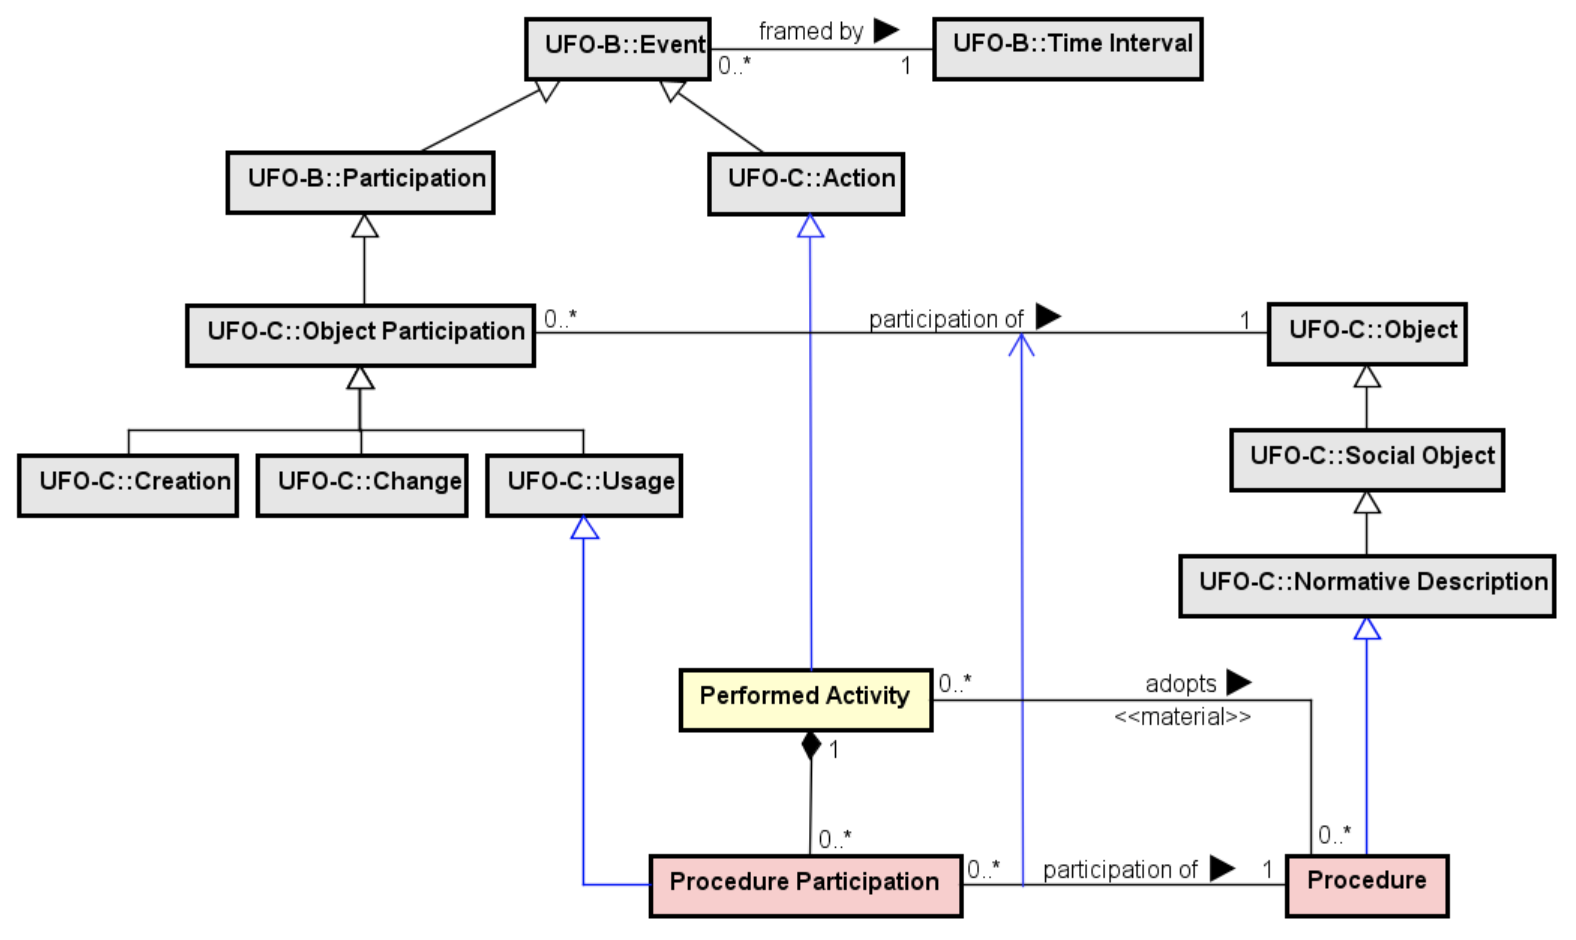 UFO-B::Event
framed by ▶
0..*
1
UFO-B::Time Interval
UFO-B::Participation
UFO-C::Action
UFO-C::Object Participation
0..*
participation of ▶
1
UFO-C::Object
UFO-C::Social Object
UFO-C::Creation
UFO-C::Change
UFO-C::Usage
UFO-C::Normative Description
Performed Activity
0..*
adopts ▶
<<material>>
1
0..*
0..*
Procedure Participation
0..*
participation of ▶
1
Procedure